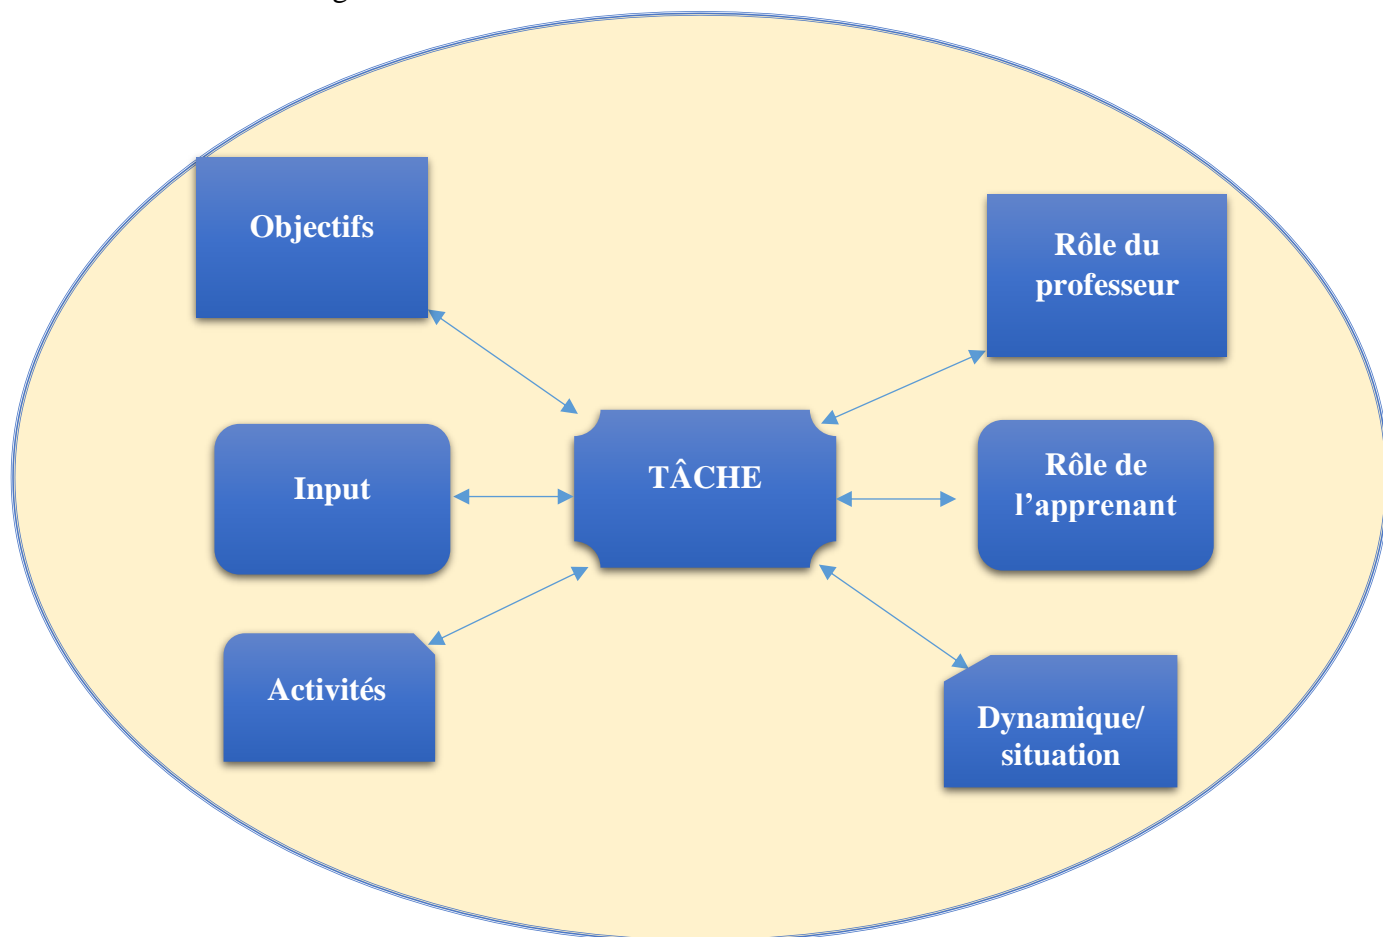 Objectifs
Rôle du
professeur
Input
TÂCHE
Rôle de
l’apprenant
Activités
Dynamique/
situation